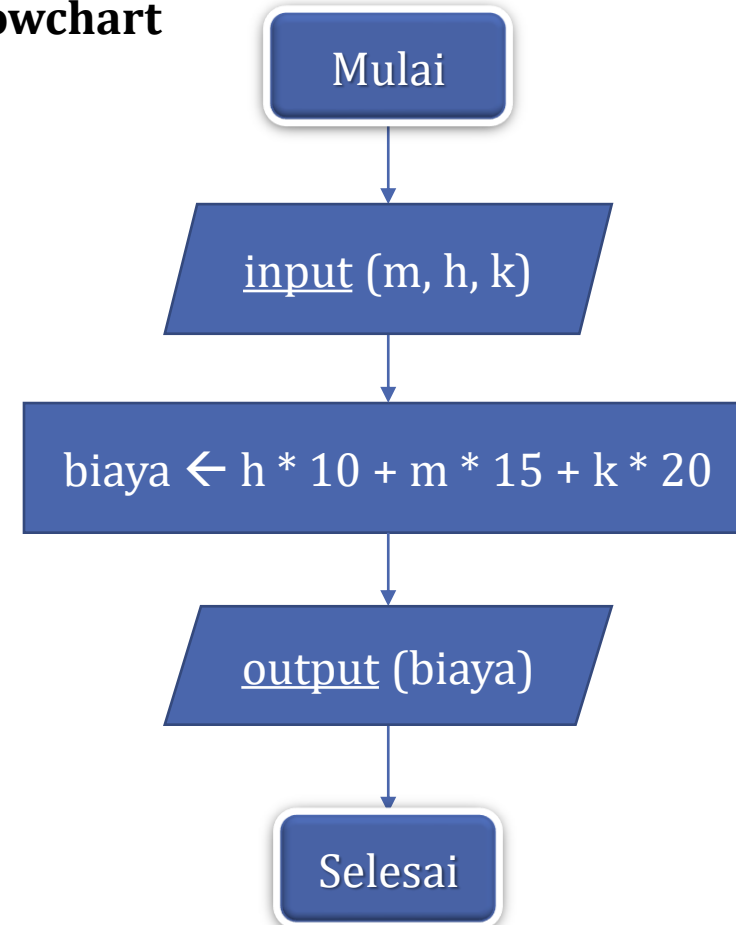 owchart
Mulai
input (m, h, k)
biaya ← h * 10 + m * 15 + k * 20
output (biaya)
Selesai